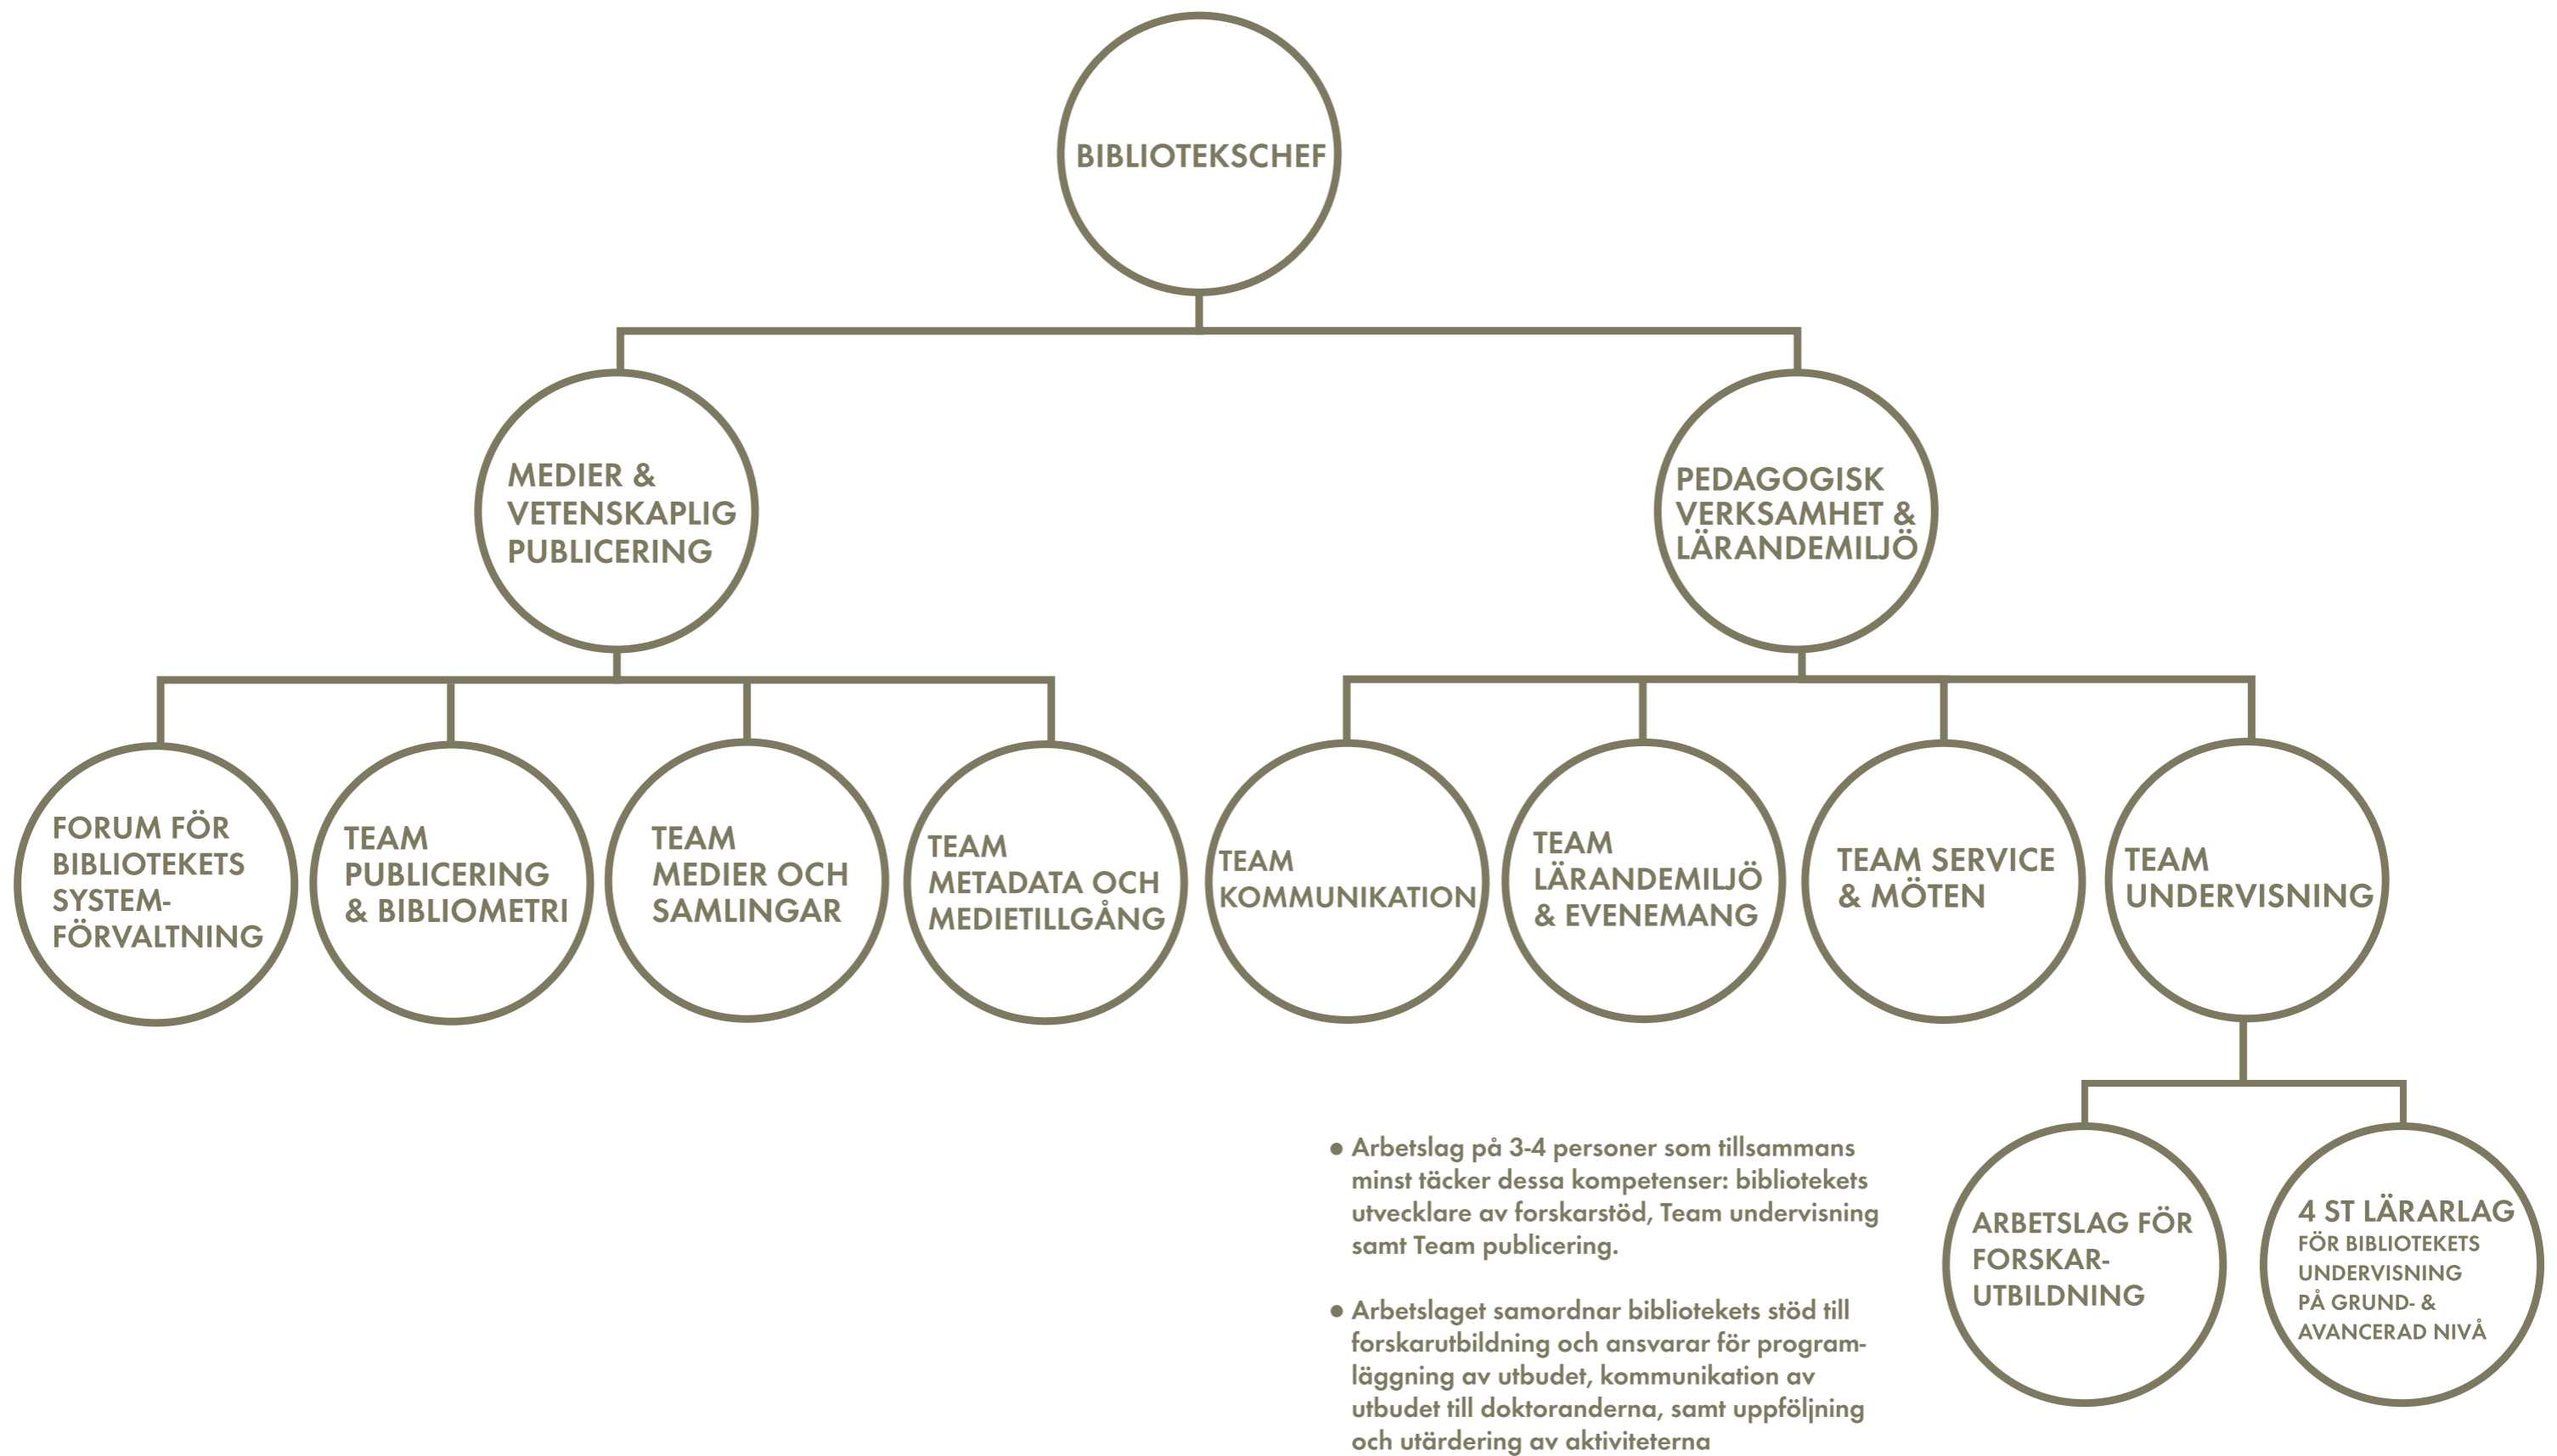 BIBLIOTEKSCHEF
MEDIER &
VETENSKAPLIG
PUBLICERING
PEDAGOGISK
VERKSAMHET &
LÄRANDEMILJÖ
FORUM FÖR
BIBLIOTEKETS
SYSTEM-
FÖRVALTNING
TEAM
PUBLICERING
& BIBLIOMETRI
TEAM
MEDIER OCH
SAMLINGAR
TEAM
METADATA OCH
MEDIETILLGÅNG
TEAM
KOMMUNIKATION
TEAM
LÄRANDEMILJÖ
& EVENEMANG
TEAM SERVICE
& MÖTEN
TEAM
UNDERVISNING
• Arbetslag på 3-4 personer som tillsammans
minst täcker dessa kompetenser: bibliotekets
utvecklare av forskarstöd, Team undervisning
samt Team publicering.
• Arbetslaget samordnar bibliotekets stöd till
forskarutbildning och ansvarar för program-
läggning av utbudet, kommunikation av
utbudet till doktoranderna, samt uppföljning
och utärdering av aktiviteterna
ARBETSLAG FÖR
FORSKAR-
UTBILDNING
4 ST LÄRARLAG
FÖR BIBLIOTEKETS
UNDERVISNING
PÅ GRUND- &
AVANCERAD NIVÅ